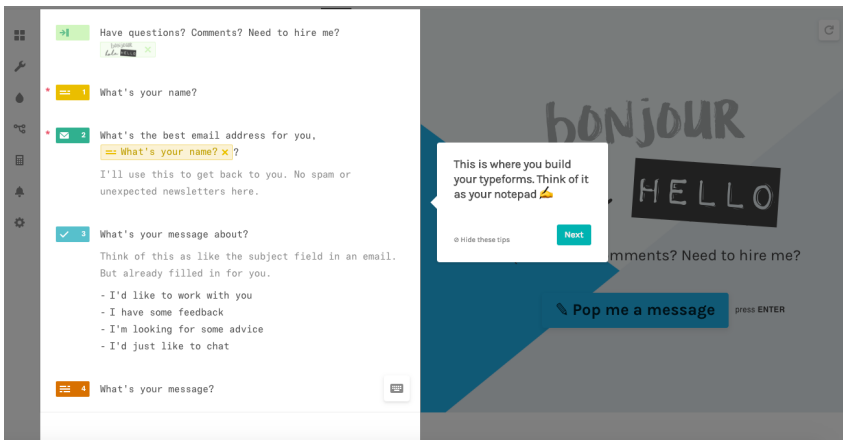 Have questions? Comments? Need to hire me?
bonjour
hola HELLO ×
* 1 What's your name?
* 2 What's the best email address for you,
What's your name? × ?
I'll use this to get back to you. No spam or
unexpected newsletters here.
3 What's your message about?
Think of this as like the subject field in an email.
But already filled in for you.
- I'd like to work with you
- I have some feedback
- I'm looking for some advice
- I'd just like to chat
4 What's your message?
This is where you build
your typeforms. Think of it
as your notepad ✍
Hide these tips
Next
bonjour
HELLO
mments? Need to hire me?
Pop me a message
press ENTER